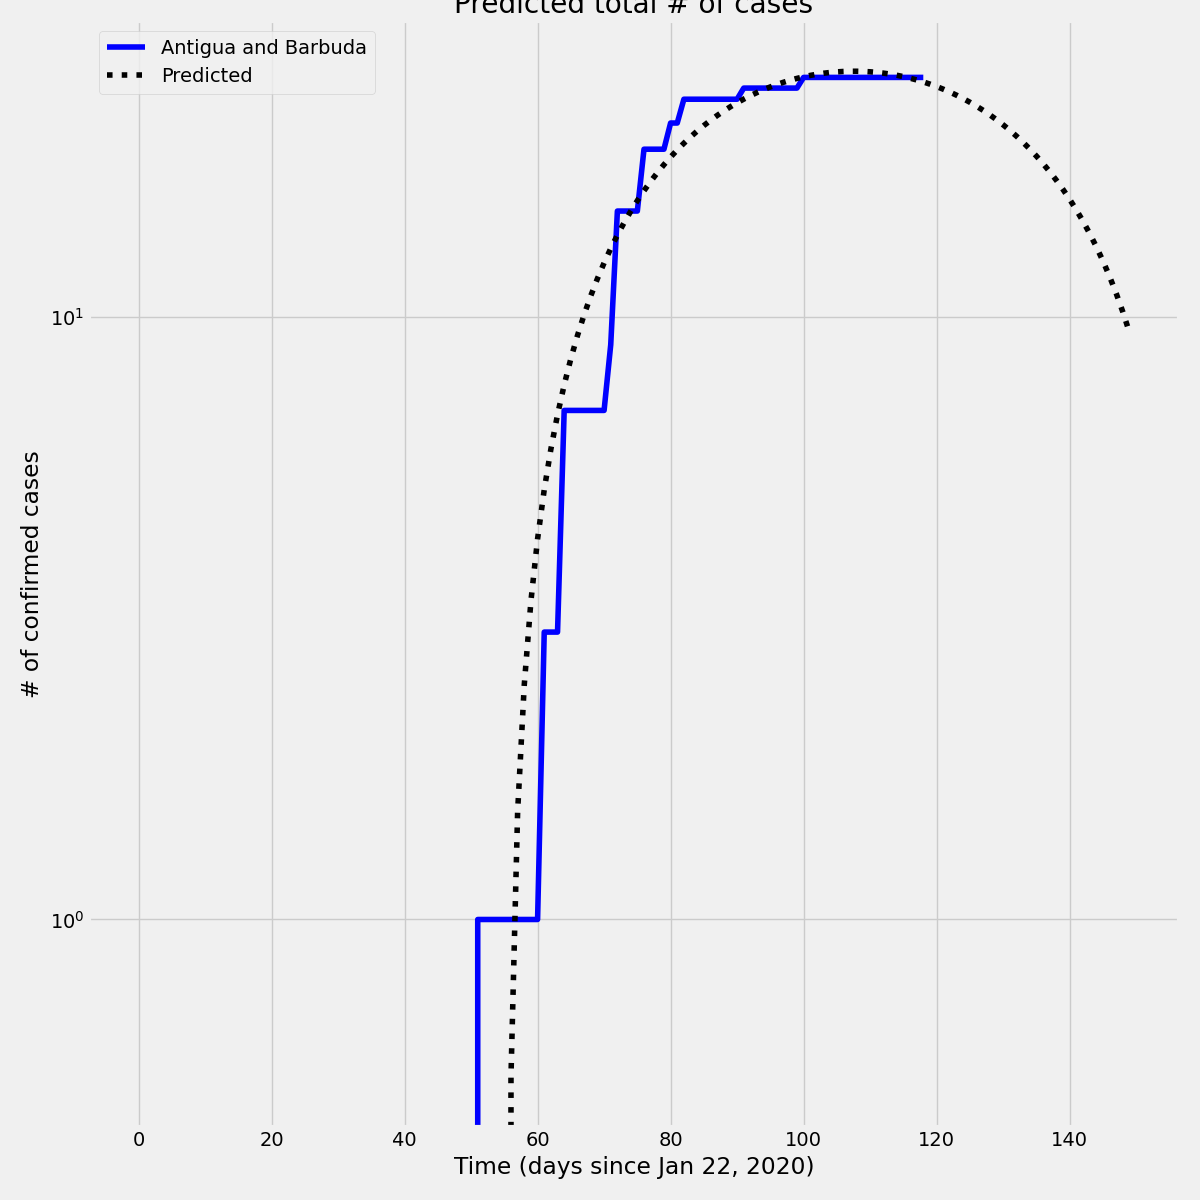 Predicted total # of cases
Antigua and Barbuda
Predicted
10¹
10⁰
# of confirmed cases
0 20 40 60 80 100 120 140
Time (days since Jan 22, 2020)